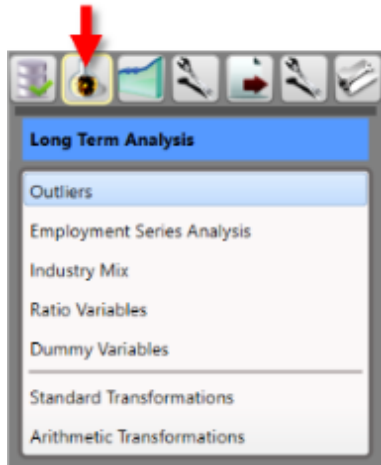 Long Term Analysis
Outliers
Employment Series Analysis
Industry Mix
Ratio Variables
Dummy Variables
Standard Transformations
Arithmetic Transformations